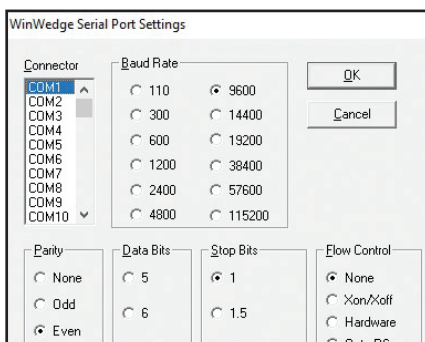 WinWedge Serial Port Settings
Connector
COM1
COM2
COM3
COM4
COM5
COM6
COM7
COM8
COM9
COM10
Baud Rate
110
300
600
1200
2400
4800
9600
14400
19200
38400
57600
115200
OK
Cancel
Parity
None
Odd
Even
Data Bits
5
6
Stop Bits
1
1.5
Flow Control
None
Xon/Xoff
Hardware